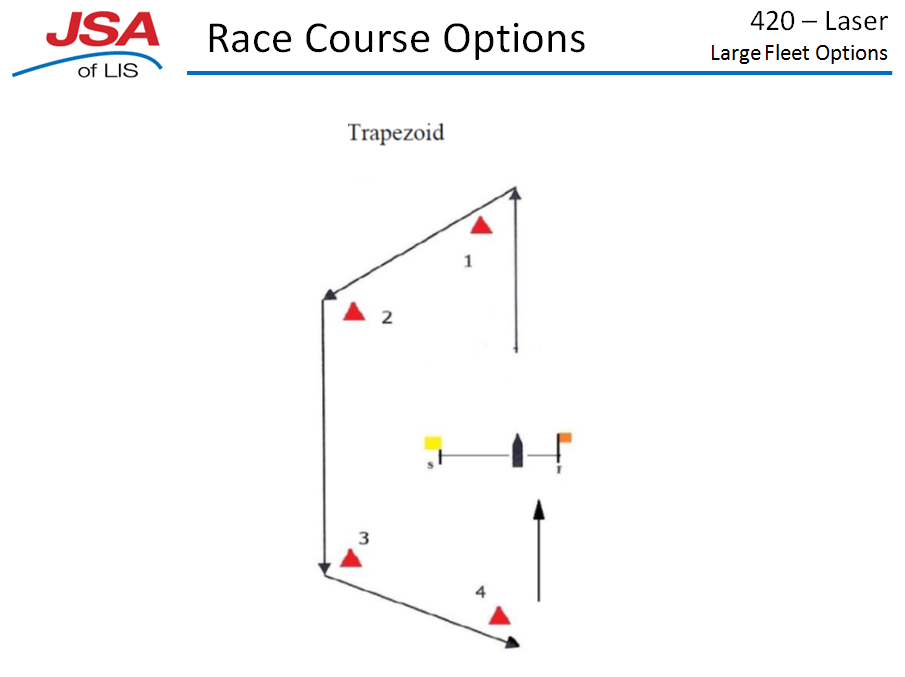 JSA
of LIS
Race Course Options
420 – Laser
Large Fleet Options
Trapezoid
1
2
S
F
3
4